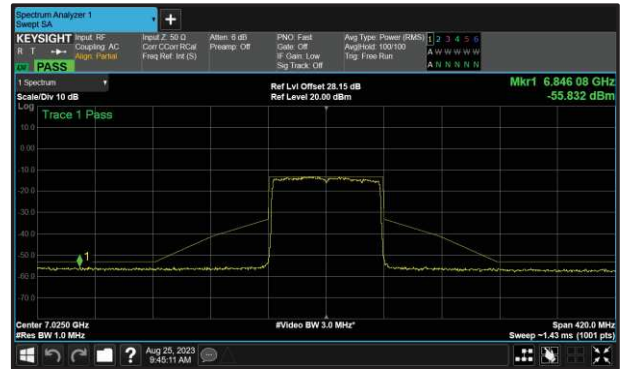 Spectrum Analyzer 1
Swept SA
KEYSIGHT Input: RF Input Z: 50 Ω Atten: 6 dB PNO: Fast Avg Type: Power (RMS) 1 2 3 4 5 6
R T Coupling: AC Corr CCorr RCal Preamp: Off Gate: Off Avg|Hold: 100/100 A W W W W W
Align: Partial Freq Ref: Int (S) IF Gain: Low Trig: Free Run
PASS Sig Track: Off A N N N N N
1 Spectrum Ref Lvl Offset 28.15 dB Mkr1 6.846 08 GHz
Scale/Div 10 dB Ref Level 20.00 dBm -55.832 dBm
Log
Trace 1 Pass
10.0
0.00
-10.0
-20.0
-30.0
-40.0
-50.0
1
-60.0
-70.0
Center 7.0250 GHz #Video BW 3.0 MHz* Span 420.0 MHz
#Res BW 1.0 MHz Sweep ~1.43 ms (1001 pts)
? Aug 25, 2023
9:45:11 AM